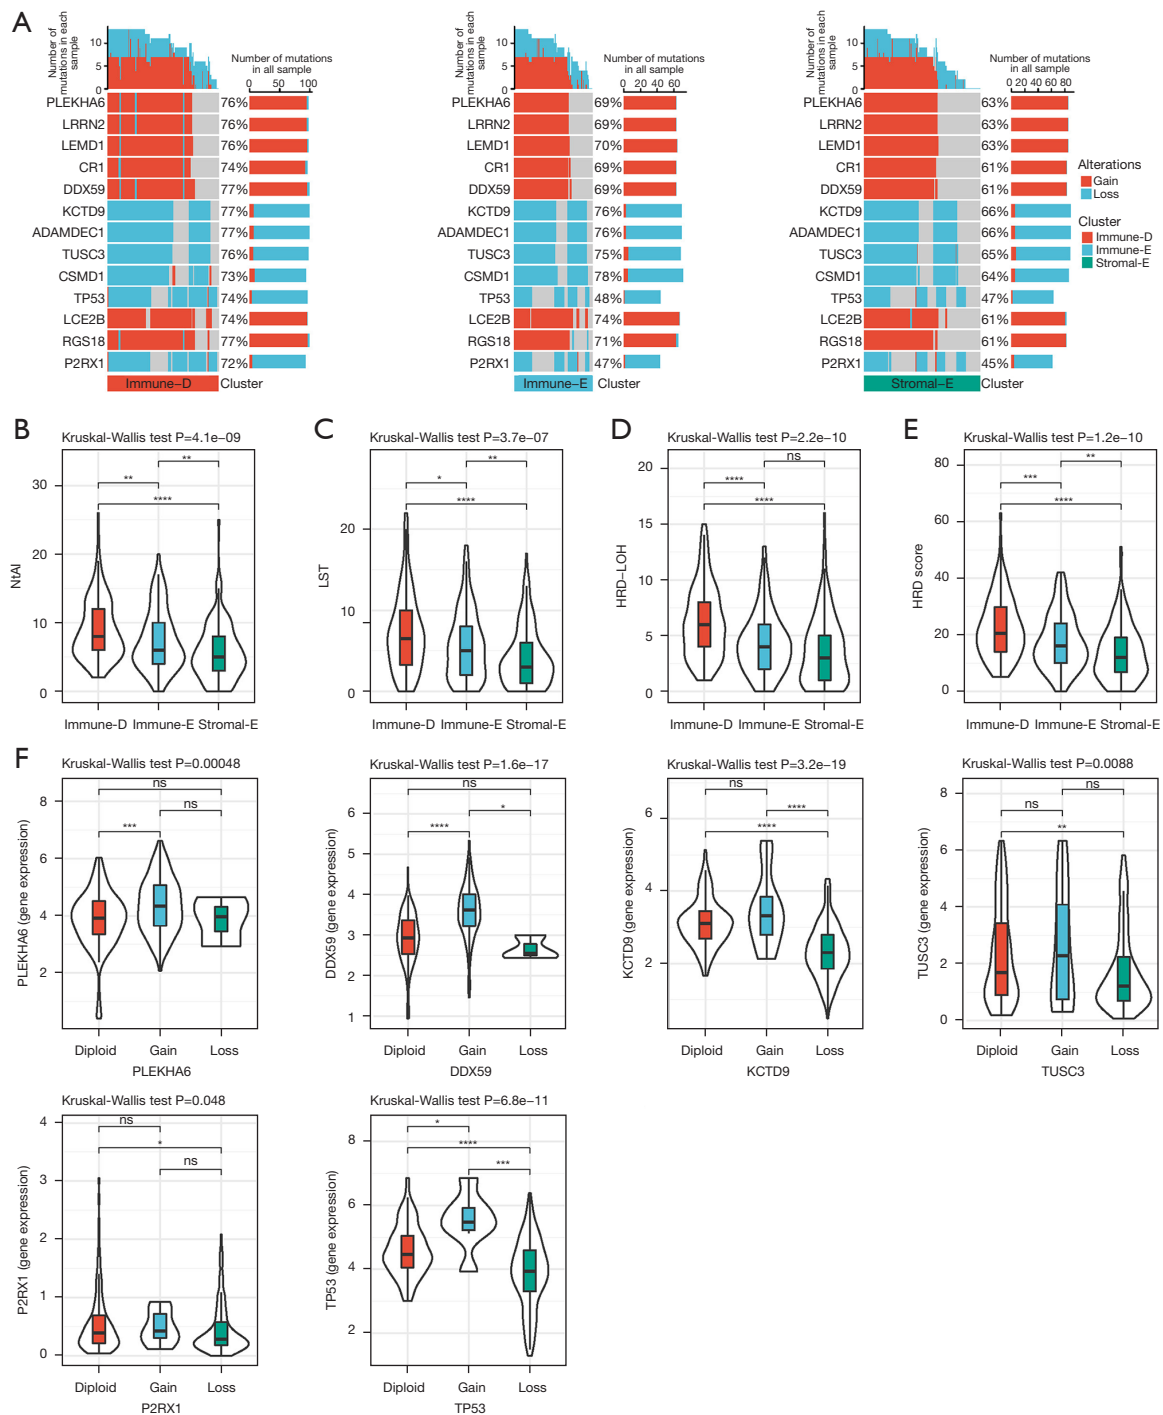 A
Number of mutations in each sample
10
5
0
Number of mutations in all sample
0 50 100
PLEKHA6 76%
LRRN2 76%
LEMD1 76%
CR1 74%
DDX59 77%
KCTD9 77%
ADAMDEC1 77%
TUSC3 76%
CSMD1 73%
TP53 74%
LCE2B 74%
RGS18 77%
P2RX1 72%
Immune-D Cluster
Number of mutations in each sample
10
5
0
Number of mutations in all sample
0 20 40 60
PLEKHA6 69%
LRRN2 69%
LEMD1 70%
CR1 69%
DDX59 69%
KCTD9 76%
ADAMDEC1 76%
TUSC3 75%
CSMD1 78%
TP53 48%
LCE2B 74%
RGS18 71%
P2RX1 47%
Immune-E Cluster
Number of mutations in each sample
10
5
0
Number of mutations in all sample
0 20 40 60 80
PLEKHA6 63%
LRRN2 63%
LEMD1 63%
CR1 61%
DDX59 61%
KCTD9 66%
ADAMDEC1 66%
TUSC3 65%
CSMD1 64%
TP53 47%
LCE2B 61%
RGS18 61%
P2RX1 45%
Stromal-E Cluster
Alterations
Gain
Loss
Cluster
Immune-D
Immune-E
Stromal-E
B
Kruskal-Wallis test P=4.1e-09
**
**
****
NtAI
30
20
10
0
Immune-D Immune-E Stromal-E
C
Kruskal-Wallis test P=3.7e-07
**
*
****
LST
20
10
0
Immune-D Immune-E Stromal-E
D
Kruskal-Wallis test P=2.2e-10
ns
****
****
HRD-LOH
20
15
10
5
0
Immune-D Immune-E Stromal-E
E
Kruskal-Wallis test P=1.2e-10
**
***
****
HRD score
80
60
40
20
0
Immune-D Immune-E Stromal-E
F
Kruskal-Wallis test P=0.00048
ns
ns
***
PLEKHA6 (gene expression)
8
6
4
2
Diploid Gain Loss
PLEKHA6
Kruskal-Wallis test P=1.6e-17
ns
*
****
DDX59 (gene expression)
6
5
4
3
2
1
Diploid Gain Loss
DDX59
Kruskal-Wallis test P=3.2e-19
ns
****
****
KCTD9 (gene expression)
6
4
2
Diploid Gain Loss
KCTD9
Kruskal-Wallis test P=0.0088
ns
ns
**
TUSC3 (gene expression)
8
6
4
2
0
Diploid Gain Loss
TUSC3
Kruskal-Wallis test P=0.048
ns
*
ns
P2RX1 (gene expression)
4
3
2
1
0
Diploid Gain Loss
P2RX1
Kruskal-Wallis test P=6.8e-11
*
****
***
TP53 (gene expression)
8
6
4
2
Diploid Gain Loss
TP53